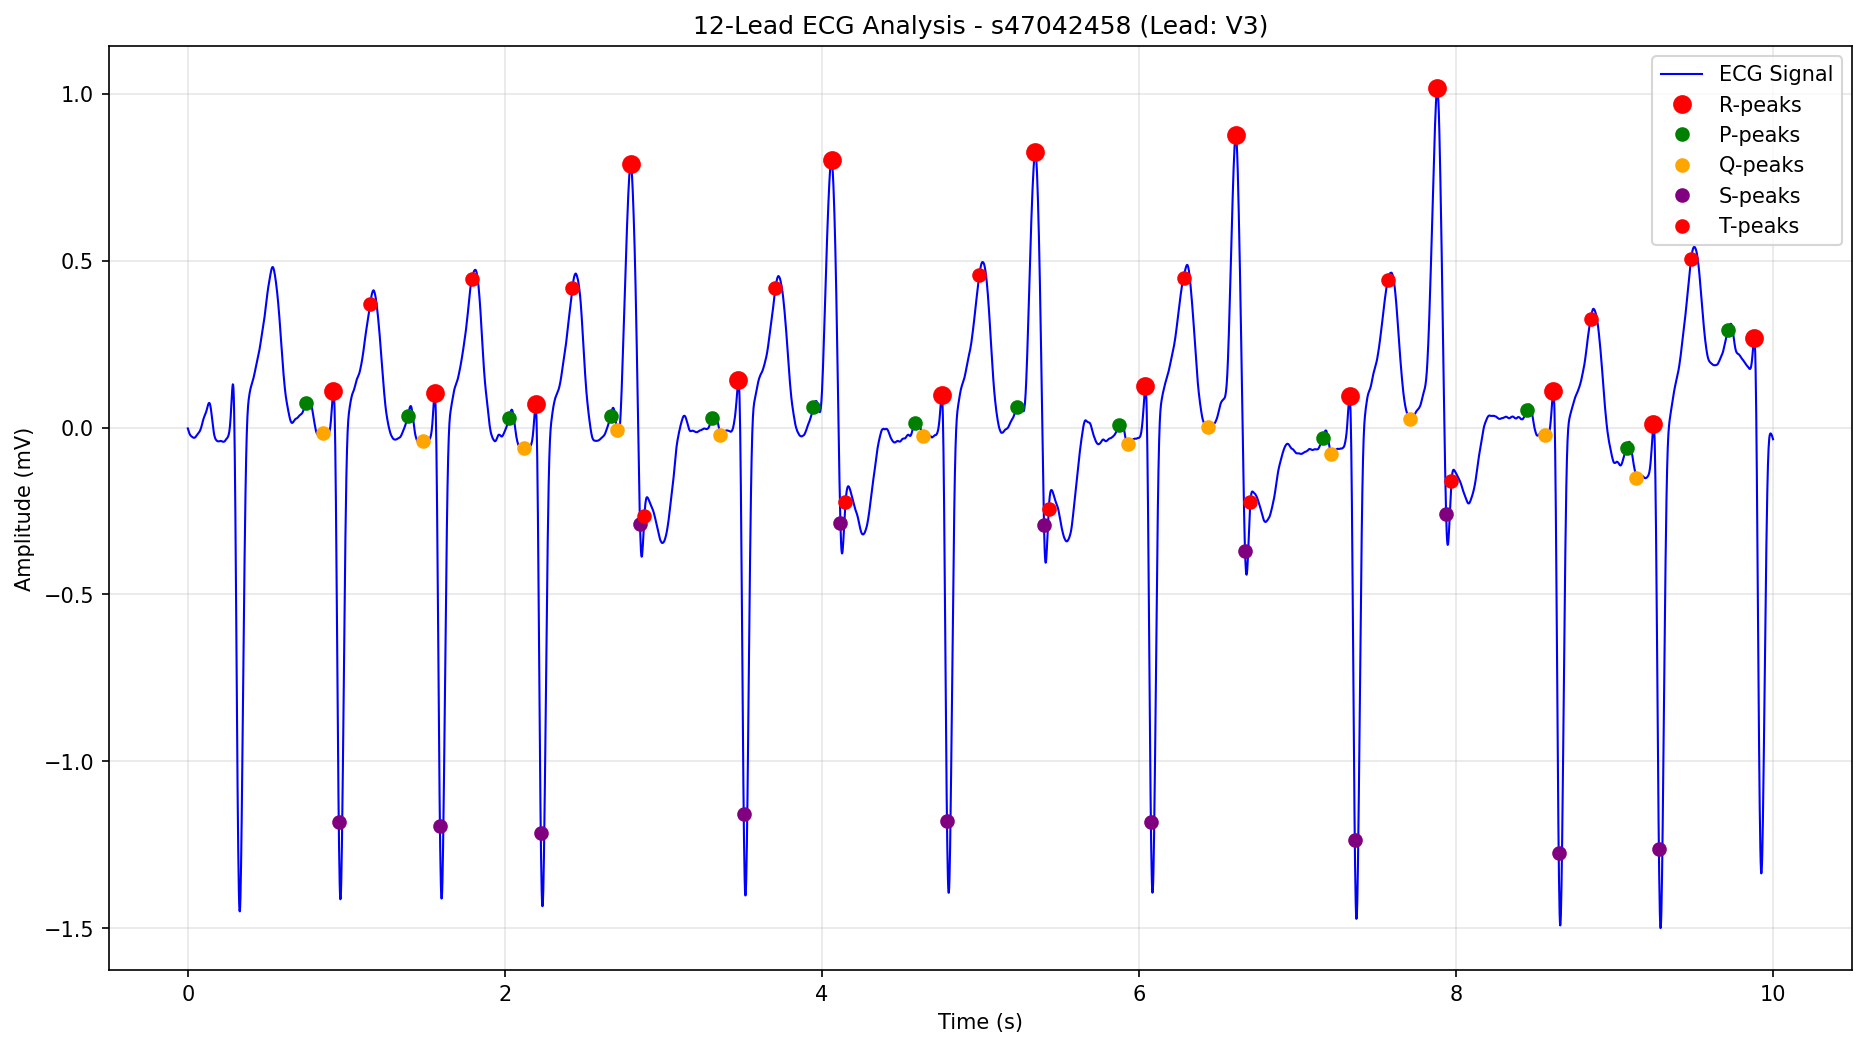 12-Lead ECG Analysis - s47042458 (Lead: V3)
ECG Signal
R-peaks
P-peaks
Q-peaks
S-peaks
T-peaks
Amplitude (mV)
1.0
0.5
0.0
−0.5
−1.0
−1.5
0 2 4 6 8 10
Time (s)